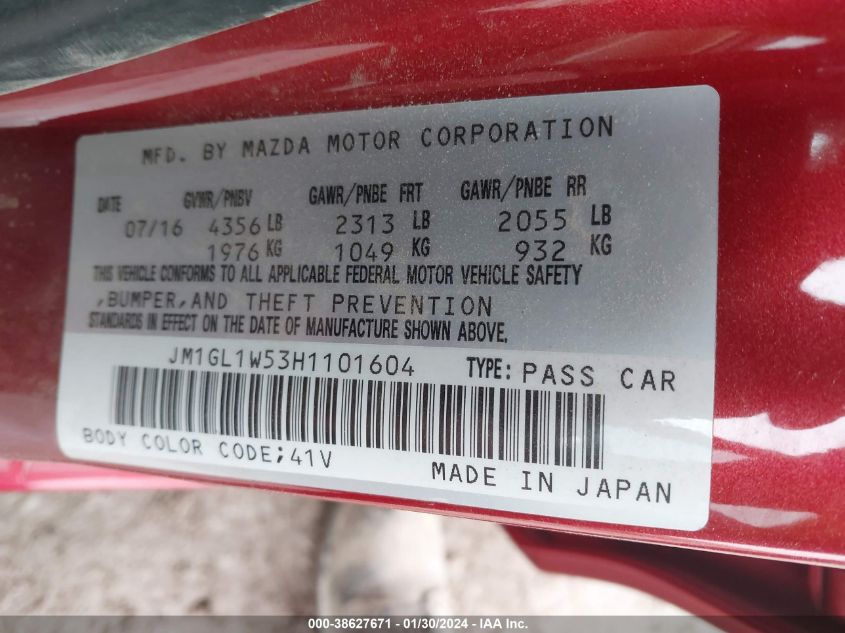 MFD. BY MAZDA MOTOR CORPORATION
DATE GVWR/PNBV GAWR/PNBE FRT GAWR/PNBE RR
07/16 4356 LB 2313 LB 2055 LB
1976 KG 1049 KG 932 KG
THIS VEHICLE CONFORMS TO ALL APPLICABLE FEDERAL MOTOR VEHICLE SAFETY
,BUMPER,AND THEFT PREVENTION
STANDARDS IN EFFECT ON THE DATE OF MANUFACTURE SHOWN ABOVE.
JM1GL1W53H1101604 TYPE: PASS CAR
BODY COLOR CODE;41V MADE IN JAPAN
000-38627671 - 01/30/2024 - IAA Inc.